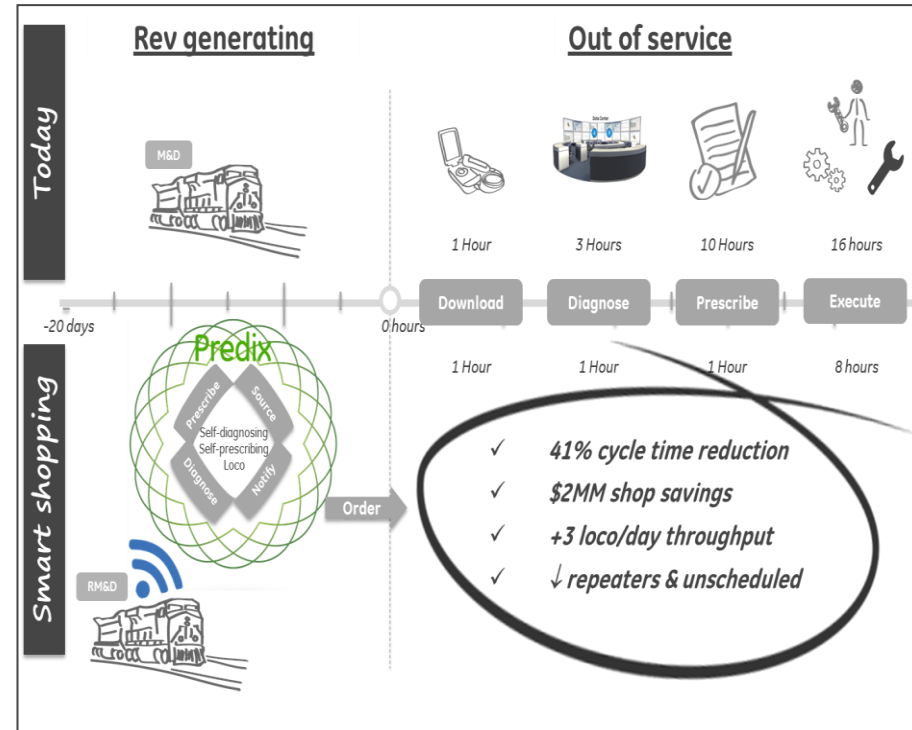 Rev generating
Out of service
Today
M&D
Data Center
1 Hour
3 Hours
10 Hours
16 hours
Download
Diagnose
Prescribe
Execute
-20 days
0 hours
Smart shopping
Predix
Prescribe
Source
Self-diagnosing
Self-prescribing
Loco
Diagnose
Notify
Order
RM&D
1 Hour
1 Hour
1 Hour
8 hours
✓ 41% cycle time reduction
✓ $2MM shop savings
✓ +3 loco/day throughput
✓ ↓ repeaters & unscheduled